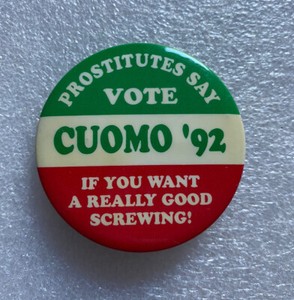 PROSTITUTES SAY
VOTE
CUOMO '92
IF YOU WANT
A REALLY GOOD
SCREWING!